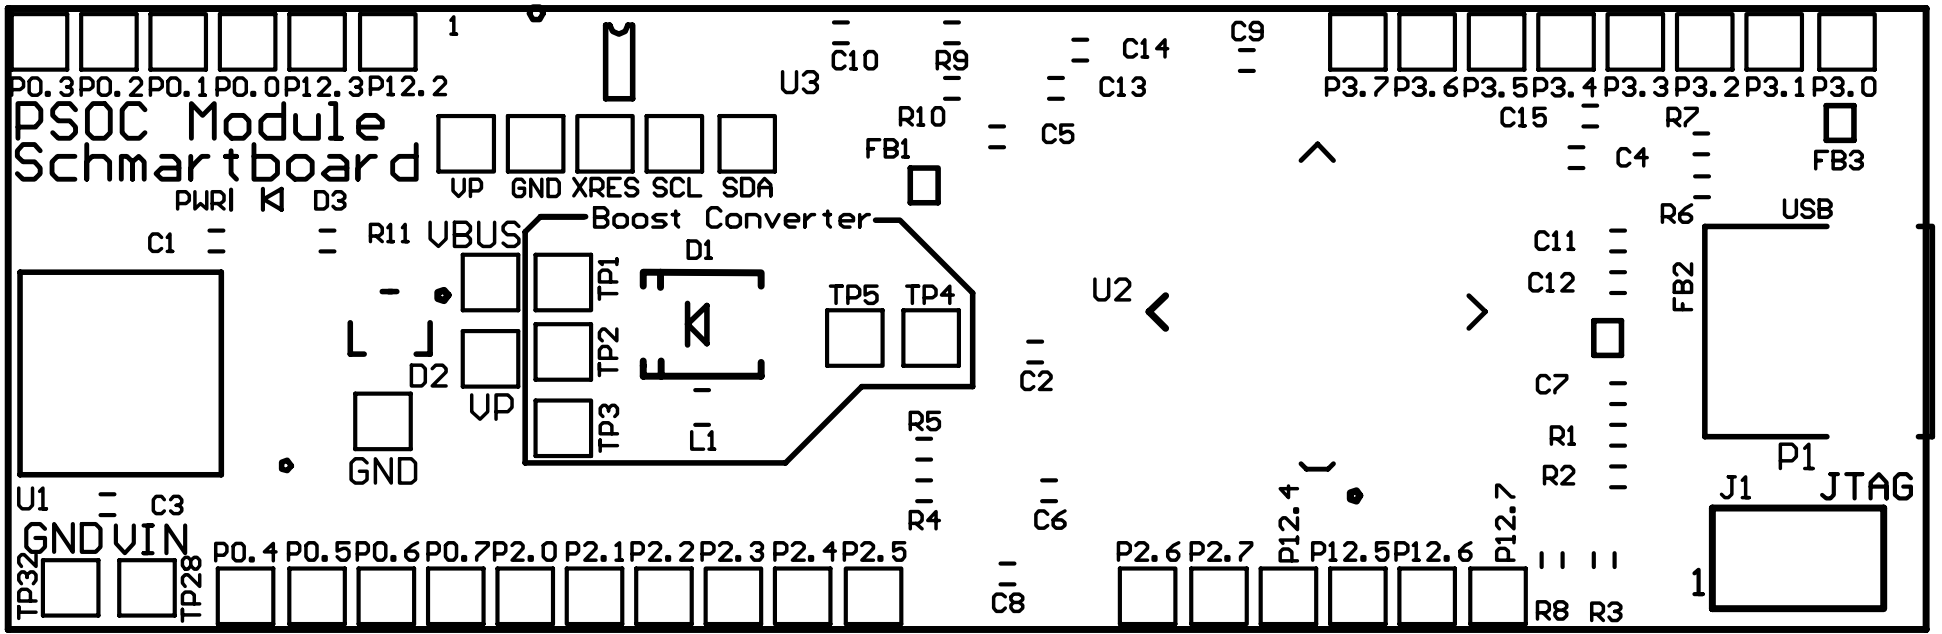 1
C10
R9
C14
C9
U3
C13
P0.3 P0.2 P0.1 P0.0 P12.3 P12.2
P3.7 P3.6 P3.5 P3.4 P3.3 P3.2 P3.1 P3.0
PSOC Module
R10
C5
C15
R7
Schmartboard
FB1
C4
FB3
VP GND XRES SCL SDA
PWR
D3
R6
USB
Boost Converter
C1
R11
VBUS
D1
C11
TP1
C12
FB2
TP5
TP4
U2
TP2
D2
C2
C7
VP
TP3
R5
L1
R1
P1
GND
R2
U1
C3
J1
JTAG
R4
C6
P12.4
P12.7
GND
VIN
TP32
TP28
P0.4 P0.5 P0.6 P0.7 P2.0 P2.1 P2.2 P2.3 P2.4 P2.5
P2.6 P2.7 P12.5 P12.6
1
C8
R8
R3